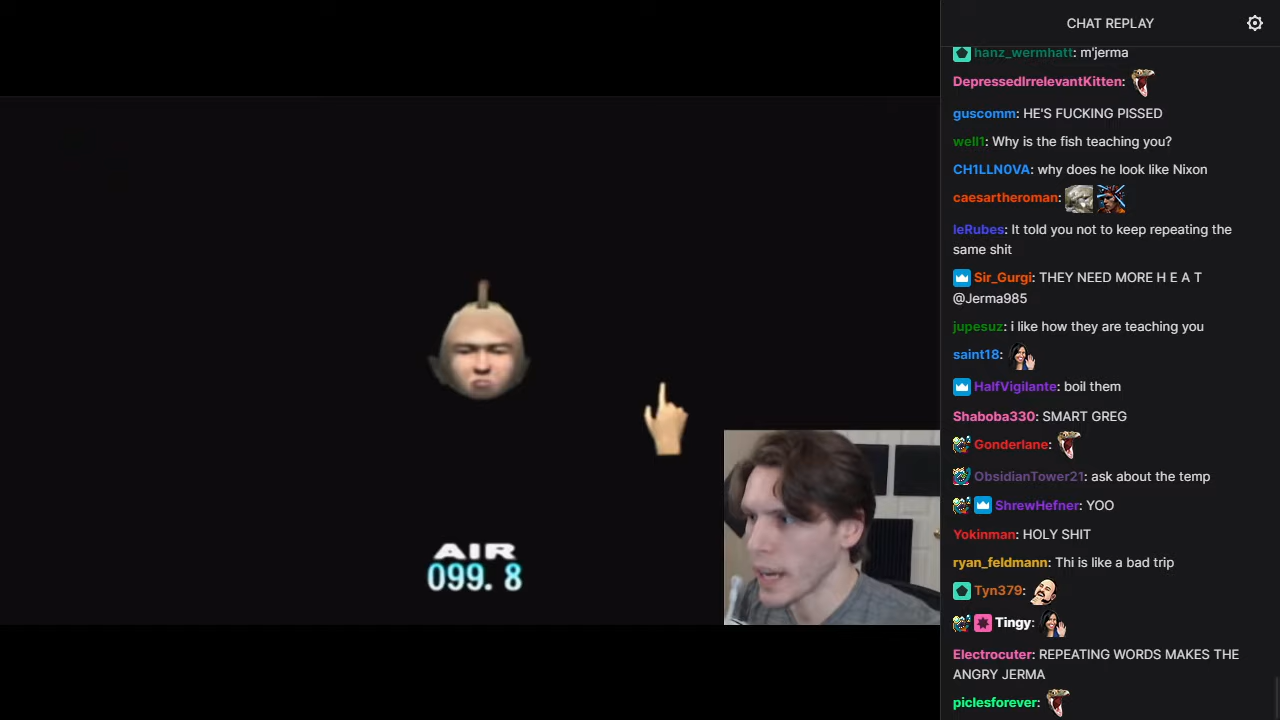 CHAT REPLAY
hanz_wermhatt: m'jerma
DepressedIrrelevantKitten:
guscomm: HE'S FUCKING PISSED
well1: Why is the fish teaching you?
CH1LLN0VA: why does he look like Nixon
caesartheroman:
leRubes: It told you not to keep repeating the
same shit
Sir_Gurgi: THEY NEED MORE H E A T
@Jerma985
jupesuz: i like how they are teaching you
saint18:
HalfVigilante: boil them
Shaboba330: SMART GREG
Gonderlane:
ObsidianTower21: ask about the temp
ShrewHefner: YOO
Yokinman: HOLY SHIT
ryan_feldmann: Thi is like a bad trip
Tyn379:
Tingy:
Electrocuter: REPEATING WORDS MAKES THE
ANGRY JERMA
piclesforever:
AIR
099. 8